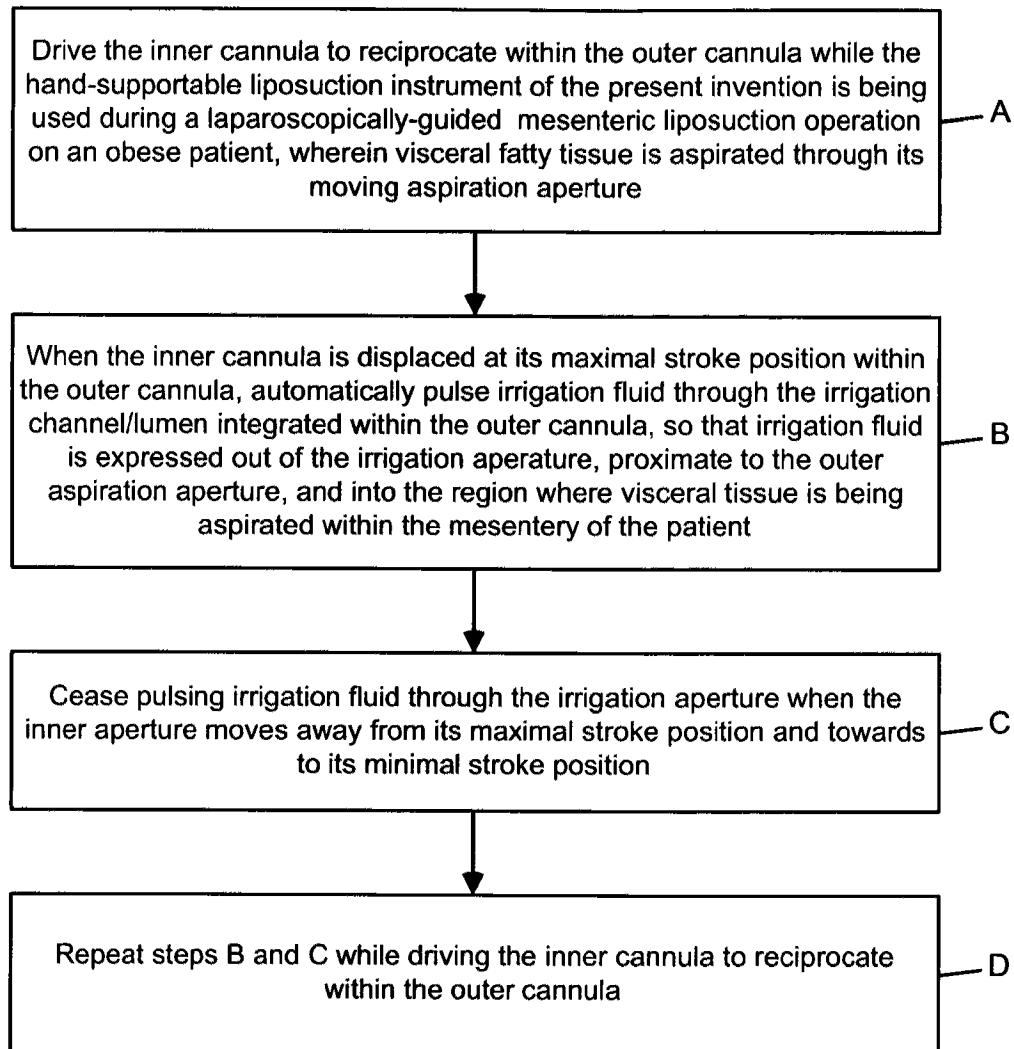 Drive the inner cannula to reciprocate within the outer cannula while the
hand-supportable liposuction instrument of the present invention is being
used during a laparoscopically-guided mesenteric liposuction operation
on an obese patient, wherein visceral fatty tissue is aspirated through its
moving aspiration aperture
A
When the inner cannula is displaced at its maximal stroke position within
the outer cannula, automatically pulse irrigation fluid through the irrigation
channel/lumen integrated within the outer cannula, so that irrigation fluid
is expressed out of the irrigation aperature, proximate to the outer
aspiration aperture, and into the region where visceral tissue is being
aspirated within the mesentery of the patient
B
Cease pulsing irrigation fluid through the irrigation aperture when the
inner aperture moves away from its maximal stroke position and towards
to its minimal stroke position
C
Repeat steps B and C while driving the inner cannula to reciprocate
within the outer cannula
D